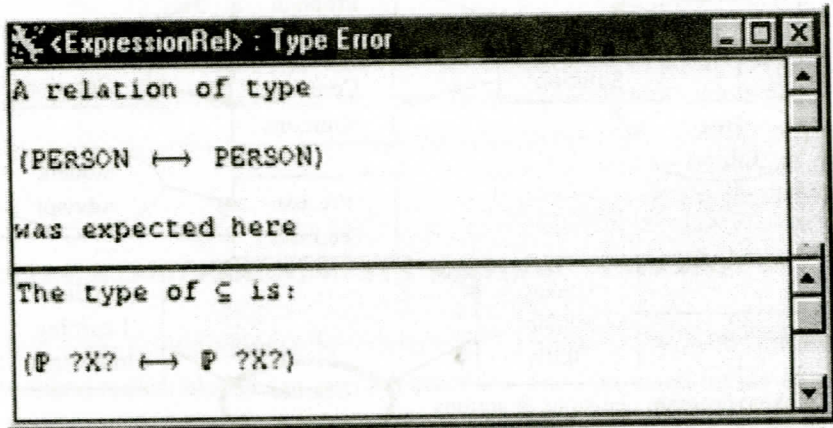 <ExpressionRel> : Type Error
A relation of type
(PERSON ⟷ PERSON)
was expected here
The type of ⊆ is:
(ℙ ?X? ⟷ ℙ ?X?)